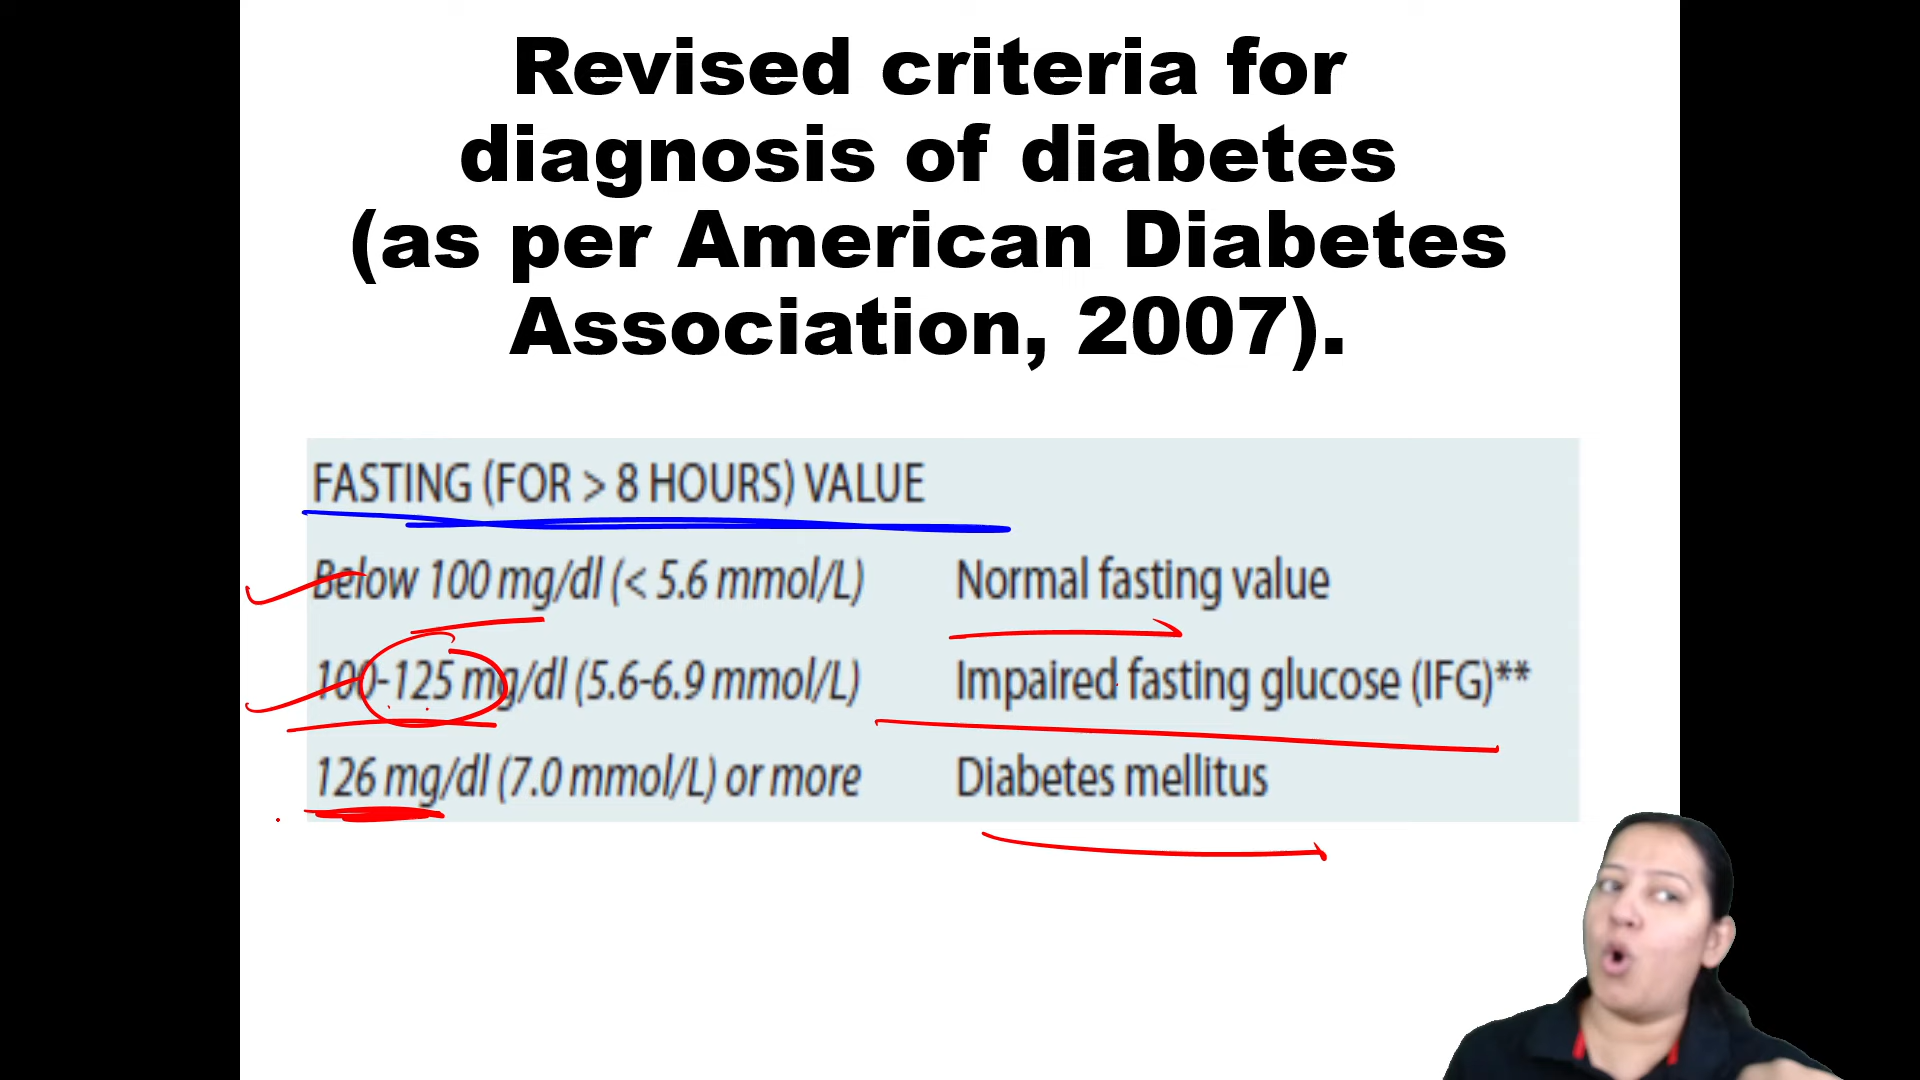 Revised criteria for
diagnosis of diabetes
(as per American Diabetes
Association, 2007).
FASTING (FOR > 8 HOURS) VALUE
Below 100 mg/dl (< 5.6 mmol/L) Normal fasting value
100-125 mg/dl (5.6-6.9 mmol/L) Impaired fasting glucose (IFG)**
126 mg/dl (7.0 mmol/L) or more Diabetes mellitus